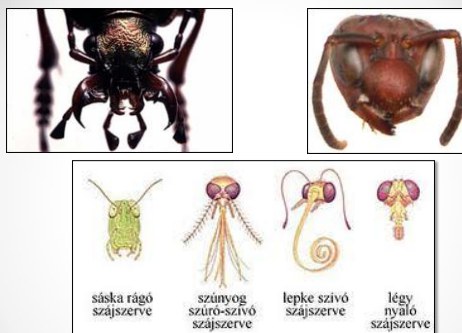 sáska rágó
szájszerve
szúnyog
szúró-szívó
szájszerve
lepke szívó
szájszerve
légy
nyaló
szájszerve